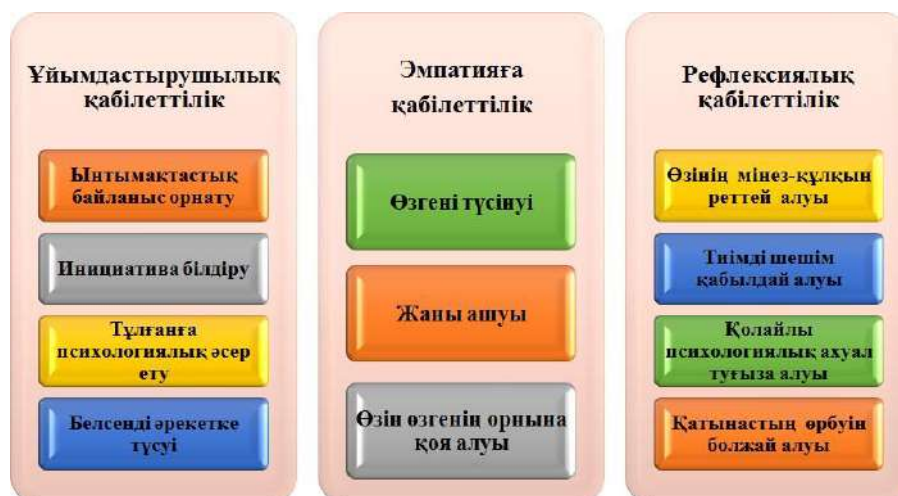 Ұйымдастырушылық
қабілеттілік
Ынтымақтастық
байланыс орнату
Инициатива білдіру
Тұлғанға
психологиялық әсер
ету
Белсенді әрекетке
түсуі
Эмпатияға
қабілеттілік
Өзгені түсінуі
Жаны ашуы
Өзін өзгенің орнына
қоя алуы
Рефлексиялық
қабілеттілік
Өзінің мінез-құлқын
реттей алуы
Тиімді шешім
қабылдай алуы
Қолайлы
психологиялық ахуал
туғыза алуы
Қатынастың өрбуін
болжай алуы